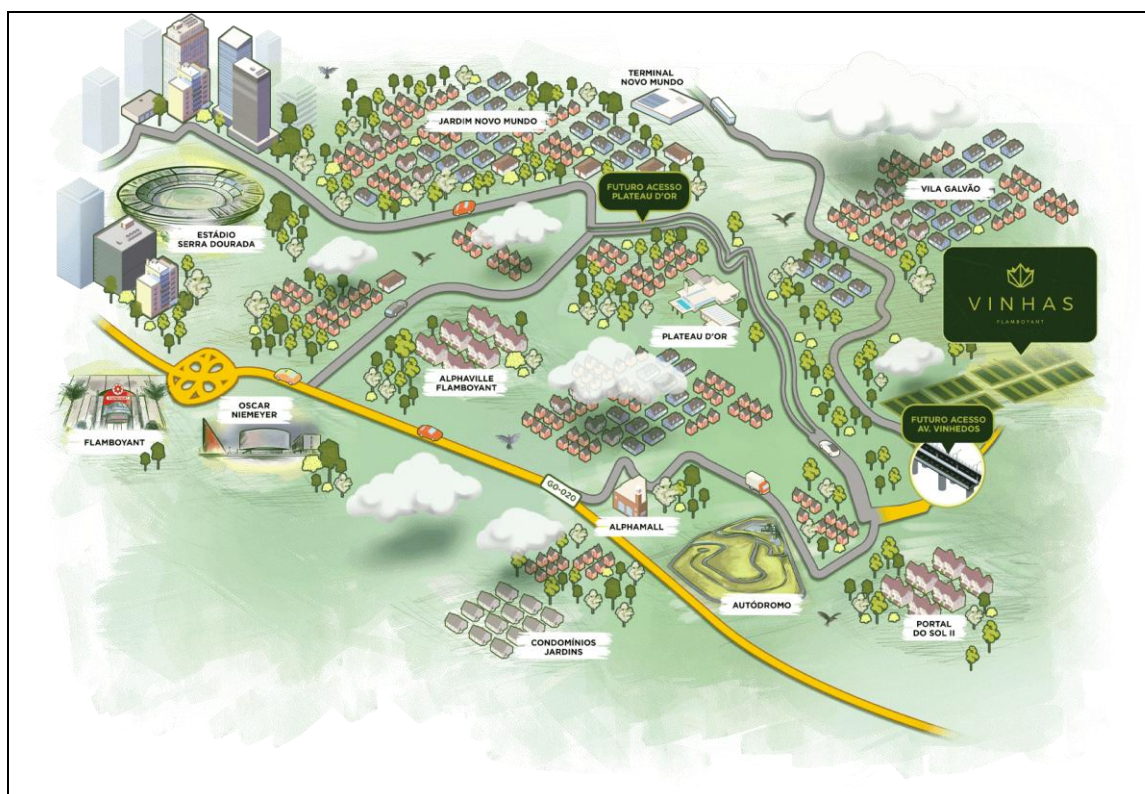 TERMINAL
NOVO MUNDO
JARDIM NOVO MUNDO
FUTURO ACESSO
PLATEAU D'OR
VILA GALVÃO
ESTÁDIO
SERRA DOURADA
VINHAS
FLAMBOYANT
PLATEAU D'OR
ALPHAVILLE
FLAMBOYANT
OSCAR
NIEMEYER
FLAMBOYANT
FUTURO ACESSO
AV. VINHEDOS
GO-020
ALPHAMALL
AUTÓDROMO
PORTAL
DO SOL II
CONDOMÍNIOS
JARDINS